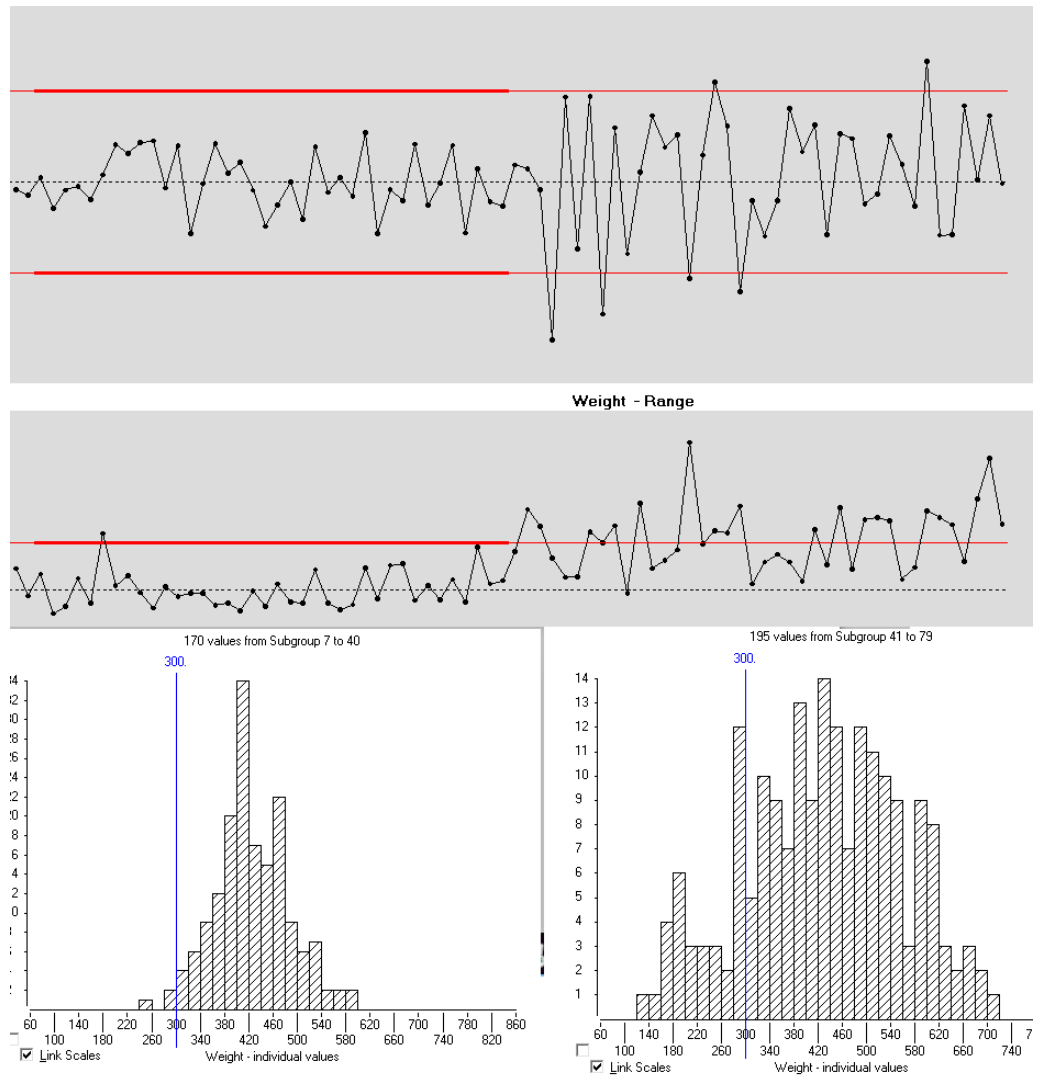 Weight - Range
170 values from Subgroup 7 to 40
195 values from Subgroup 41 to 79
300.
300.
14
13
12
11
10
9
8
7
6
5
4
3
2
1
60 140 220 300 380 460 540 620 700 780 860
100 180 260 340 420 500 580 660 740 820
Link Scales
Weight - individual values
60 140 220 300 380 460 540 620 700
100 180 260 340 420 500 580 660 740
Link Scales
Weight - individual values